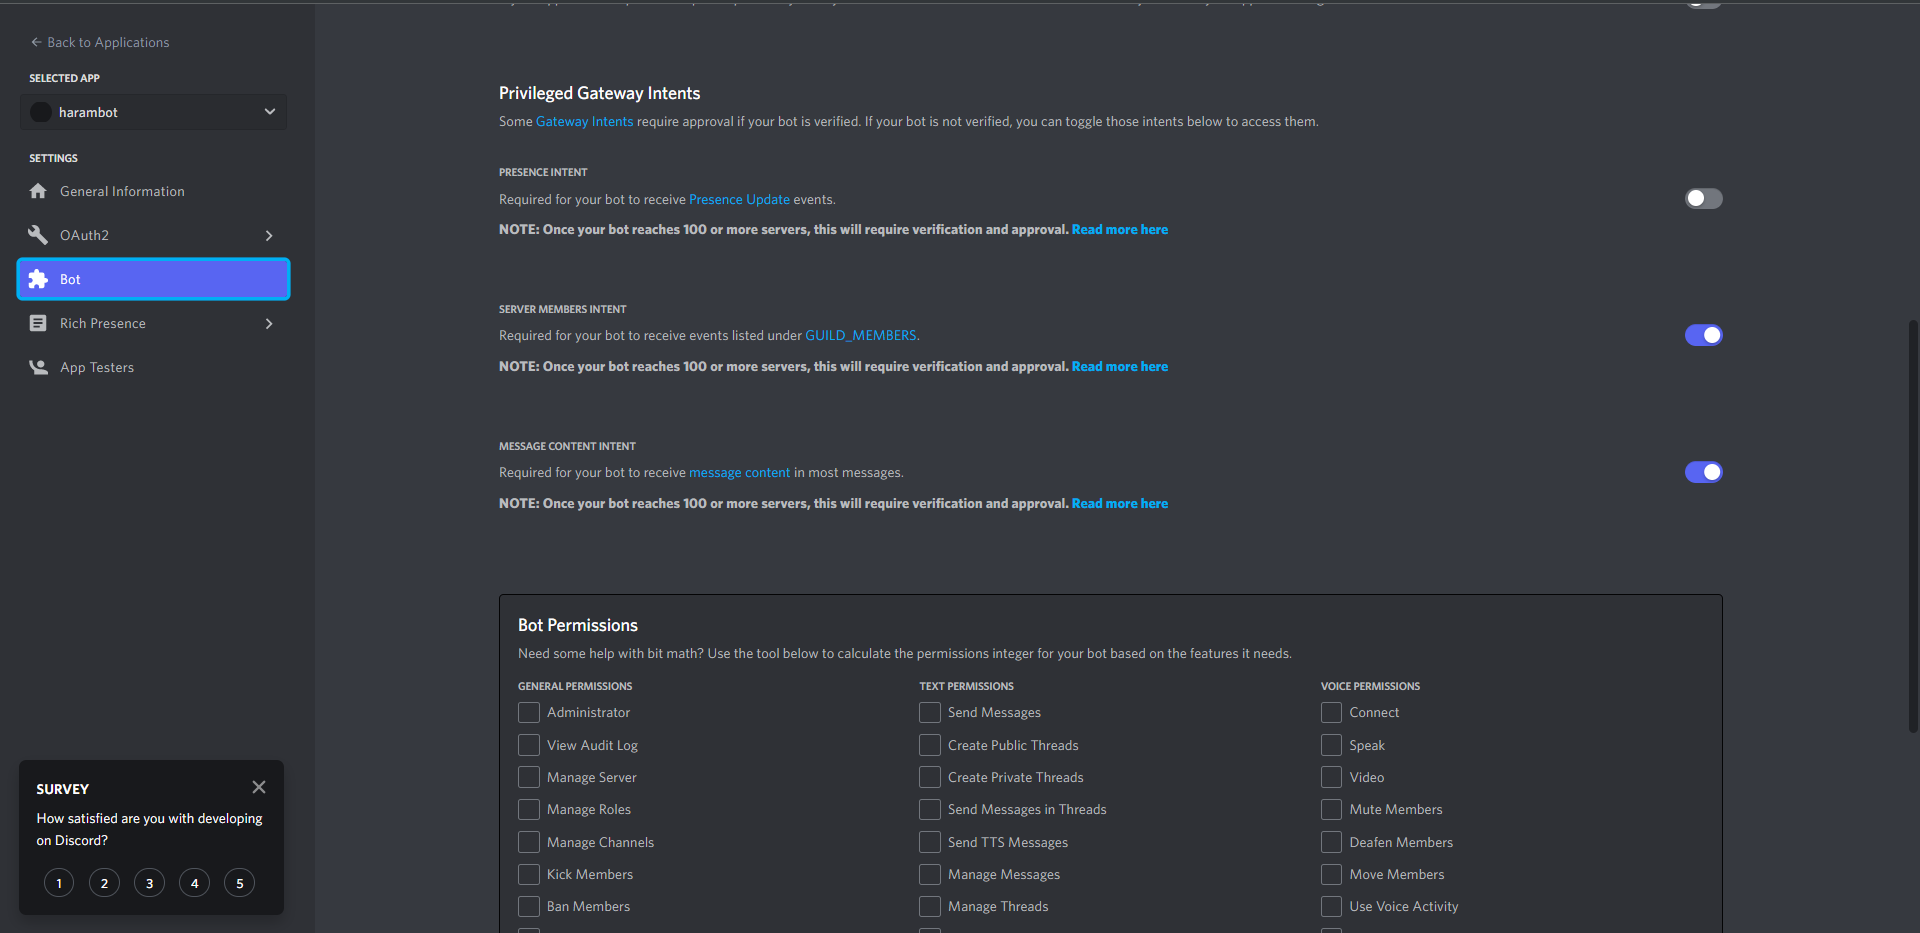 Back to Applications
SELECTED APP
harambot
SETTINGS
General Information
OAuth2
Bot
Rich Presence
App Testers
SURVEY
How satisfied are you with developing
on Discord?
1 2 3 4 5
Privileged Gateway Intents
Some Gateway Intents require approval if your bot is verified. If your bot is not verified, you can toggle those intents below to access them.
PRESENCE INTENT
Required for your bot to receive Presence Update events.
NOTE: Once your bot reaches 100 or more servers, this will require verification and approval. Read more here
SERVER MEMBERS INTENT
Required for your bot to receive events listed under GUILD_MEMBERS.
NOTE: Once your bot reaches 100 or more servers, this will require verification and approval. Read more here
MESSAGE CONTENT INTENT
Required for your bot to receive message content in most messages.
NOTE: Once your bot reaches 100 or more servers, this will require verification and approval. Read more here
Bot Permissions
Need some help with bit math? Use the tool below to calculate the permissions integer for your bot based on the features it needs.
GENERAL PERMISSIONS
Administrator
View Audit Log
Manage Server
Manage Roles
Manage Channels
Kick Members
Ban Members
TEXT PERMISSIONS
Send Messages
Create Public Threads
Create Private Threads
Send Messages in Threads
Send TTS Messages
Manage Messages
Manage Threads
VOICE PERMISSIONS
Connect
Speak
Video
Mute Members
Deafen Members
Move Members
Use Voice Activity